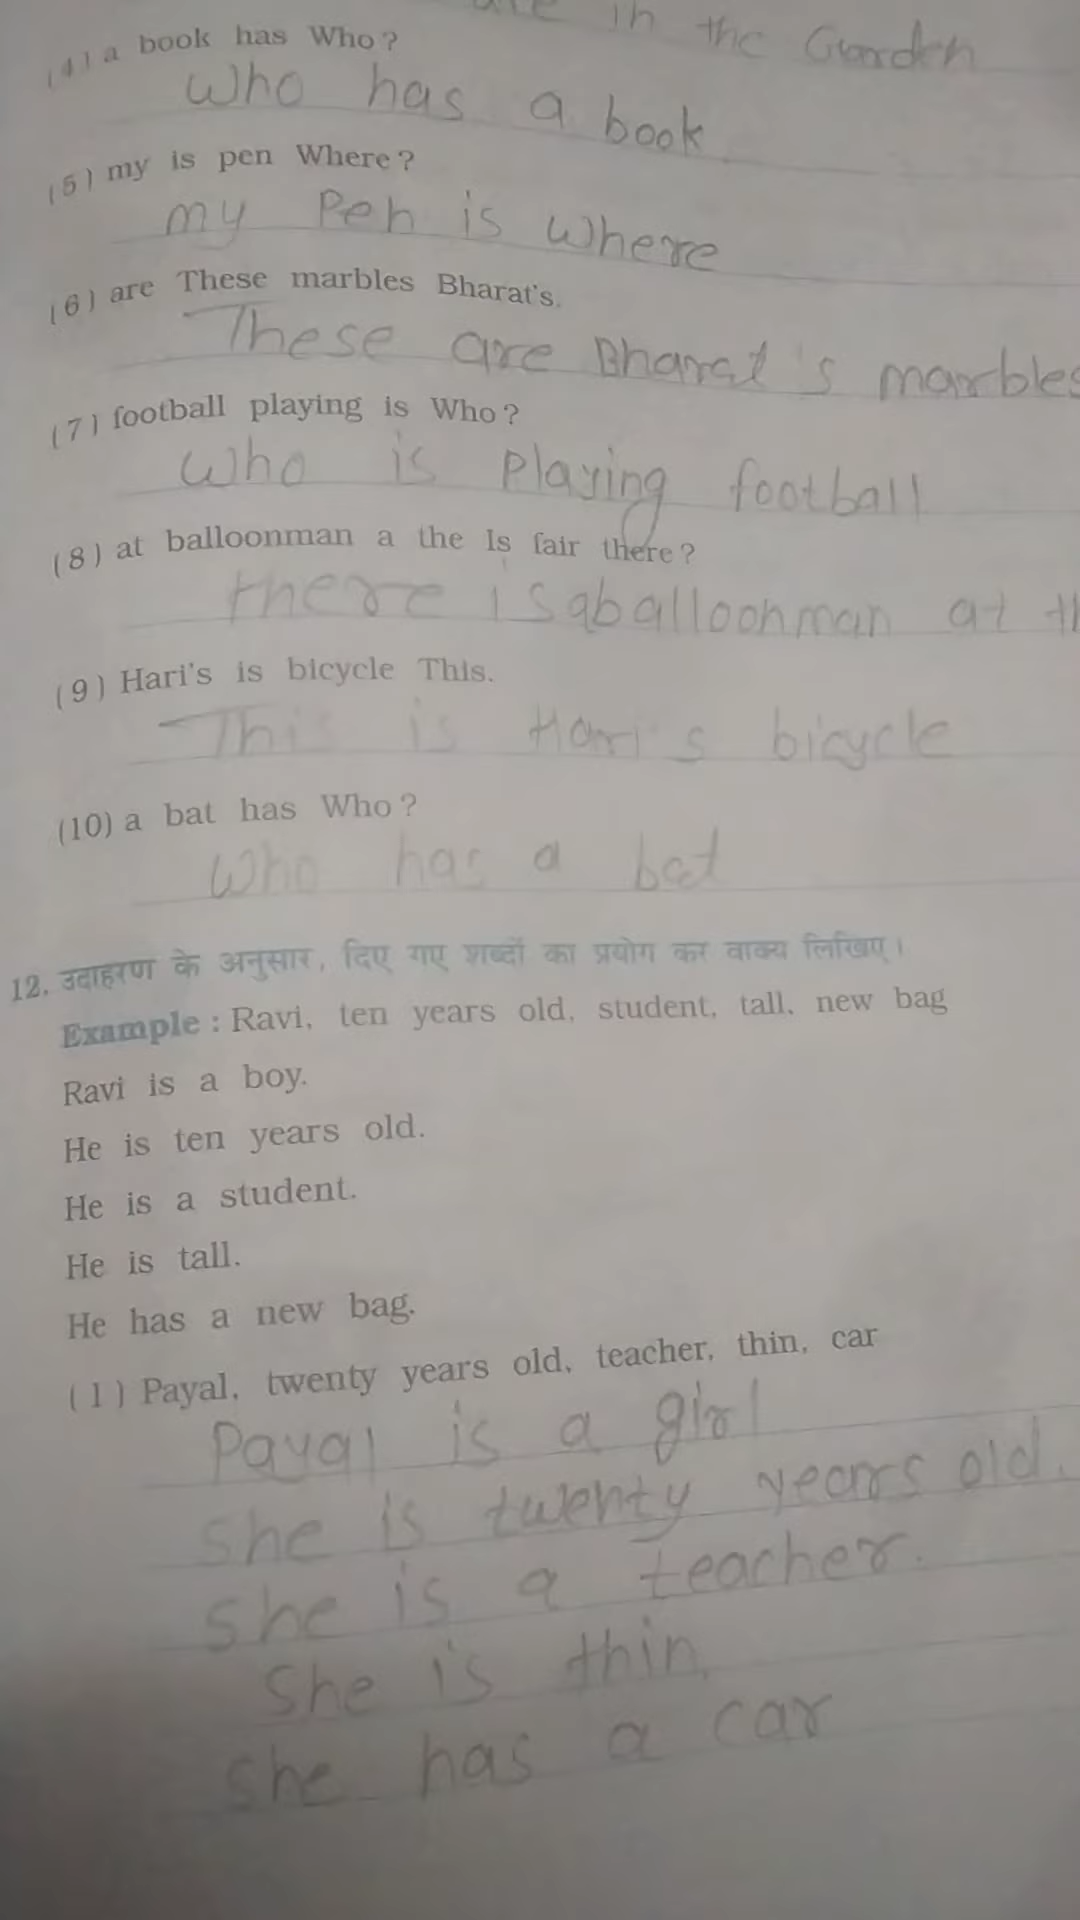 in the Garden
(4) a book has Who?
Who has a book
(5) my is pen Where?
my Pen is where
(6) are These marbles Bharat's.
These are Bharat's marbles
(7) football playing is Who?
Who is Playing football
(8) at balloonman a the Is fair there?
there is a balloonman at th
(9) Hari's is bicycle This.
This is Hari's bicycle
(10) a bat has Who?
Who has a bat
12. उदाहरण के अनुसार, दिए गए शब्दों का प्रयोग कर वाक्य लिखिए।
Example : Ravi, ten years old, student, tall, new bag
Ravi is a boy.
He is ten years old.
He is a student.
He is tall.
He has a new bag.
(1) Payal, twenty years old, teacher, thin, car
Payal is a girl
She is twenty years old.
She is a teacher.
She is thin.
She has a car